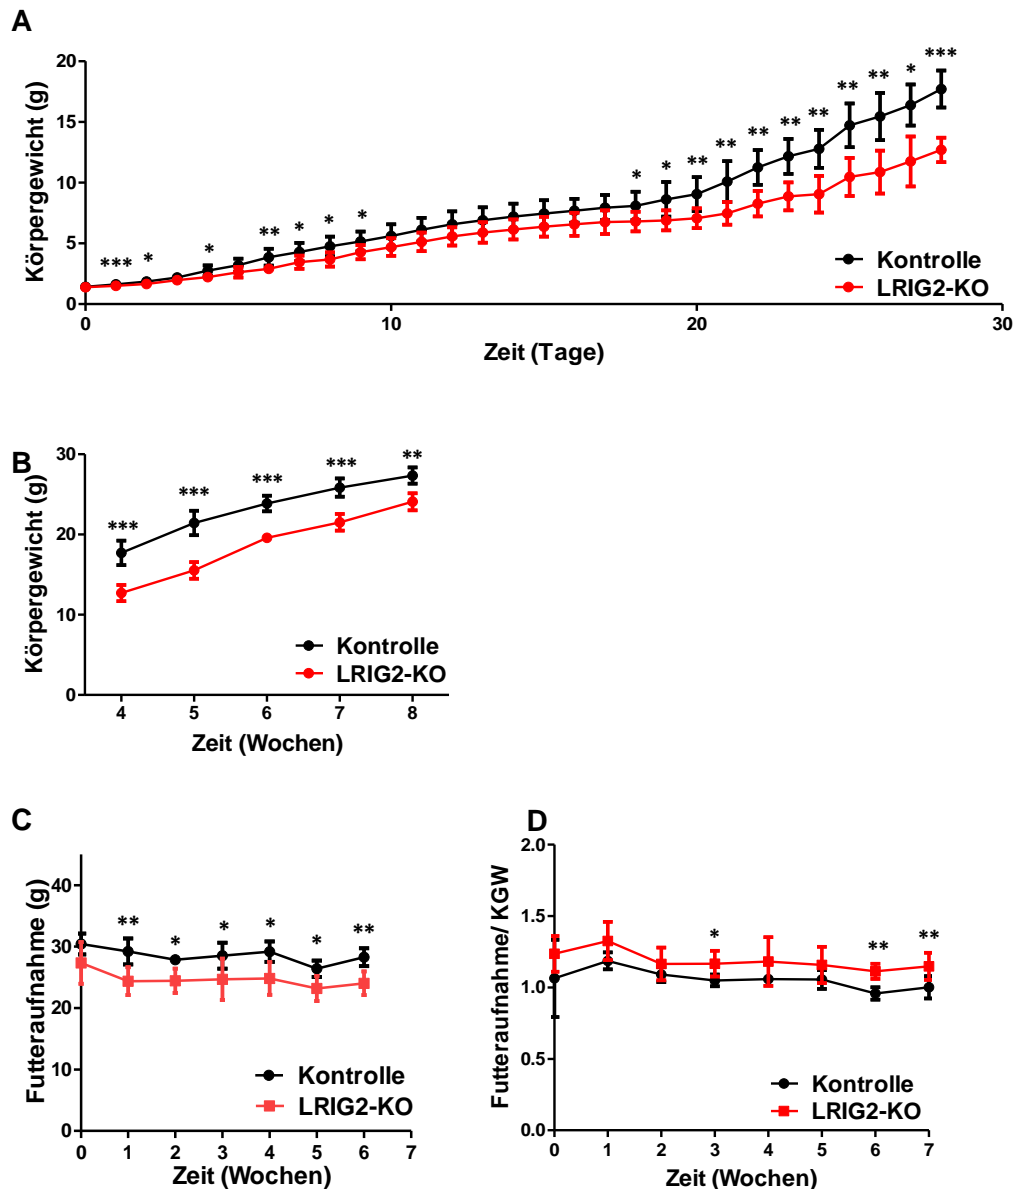 A
Körpergewicht (g)
20
15
10
5
0
*** * * ** * * * * * ** ** ** ** ** ** ** * ***
Kontrolle
LRIG2-KO
0 10 20 30
Zeit (Tage)
B
Körpergewicht (g)
30
20
10
0
*** *** *** *** **
Kontrolle
LRIG2-KO
4 5 6 7 8
Zeit (Wochen)
C
Futteraufnahme (g)
40
30
20
10
0
** * * * * **
Kontrolle
LRIG2-KO
0 1 2 3 4 5 6 7
Zeit (Wochen)
D
Futteraufnahme/ KGW
2.0
1.5
1.0
0.5
0.0
* ** **
Kontrolle
LRIG2-KO
0 1 2 3 4 5 6 7
Zeit (Wochen)